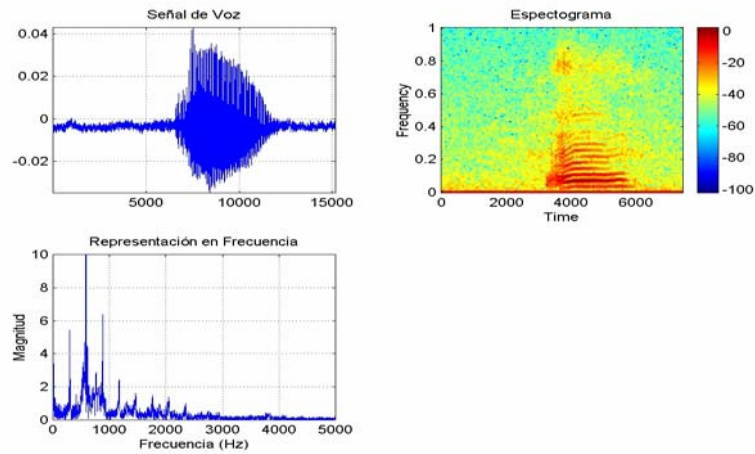 Señal de Voz
0.04
0.02
0
-0.02
5000 10000 15000
Espectograma
Frequency
1
0.8
0.6
0.4
0.2
0
0 2000 4000 6000
Time
0
-20
-40
-60
-80
-100
Representación en Frecuencia
Magnitud
10
8
6
4
2
0
0 1000 2000 3000 4000 5000
Frecuencia (Hz)